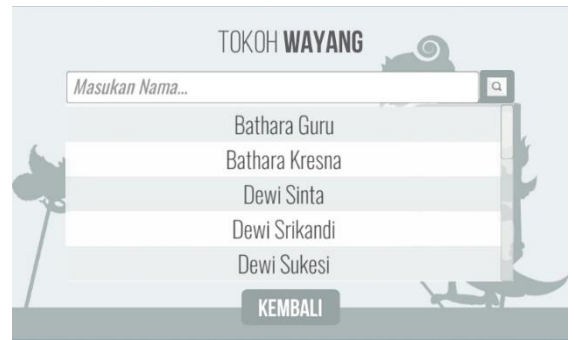 TOKOH WAYANG
Masukan Nama...
Bathara Guru
Bathara Kresna
Dewi Sinta
Dewi Srikandi
Dewi Sukesi
KEMBALI